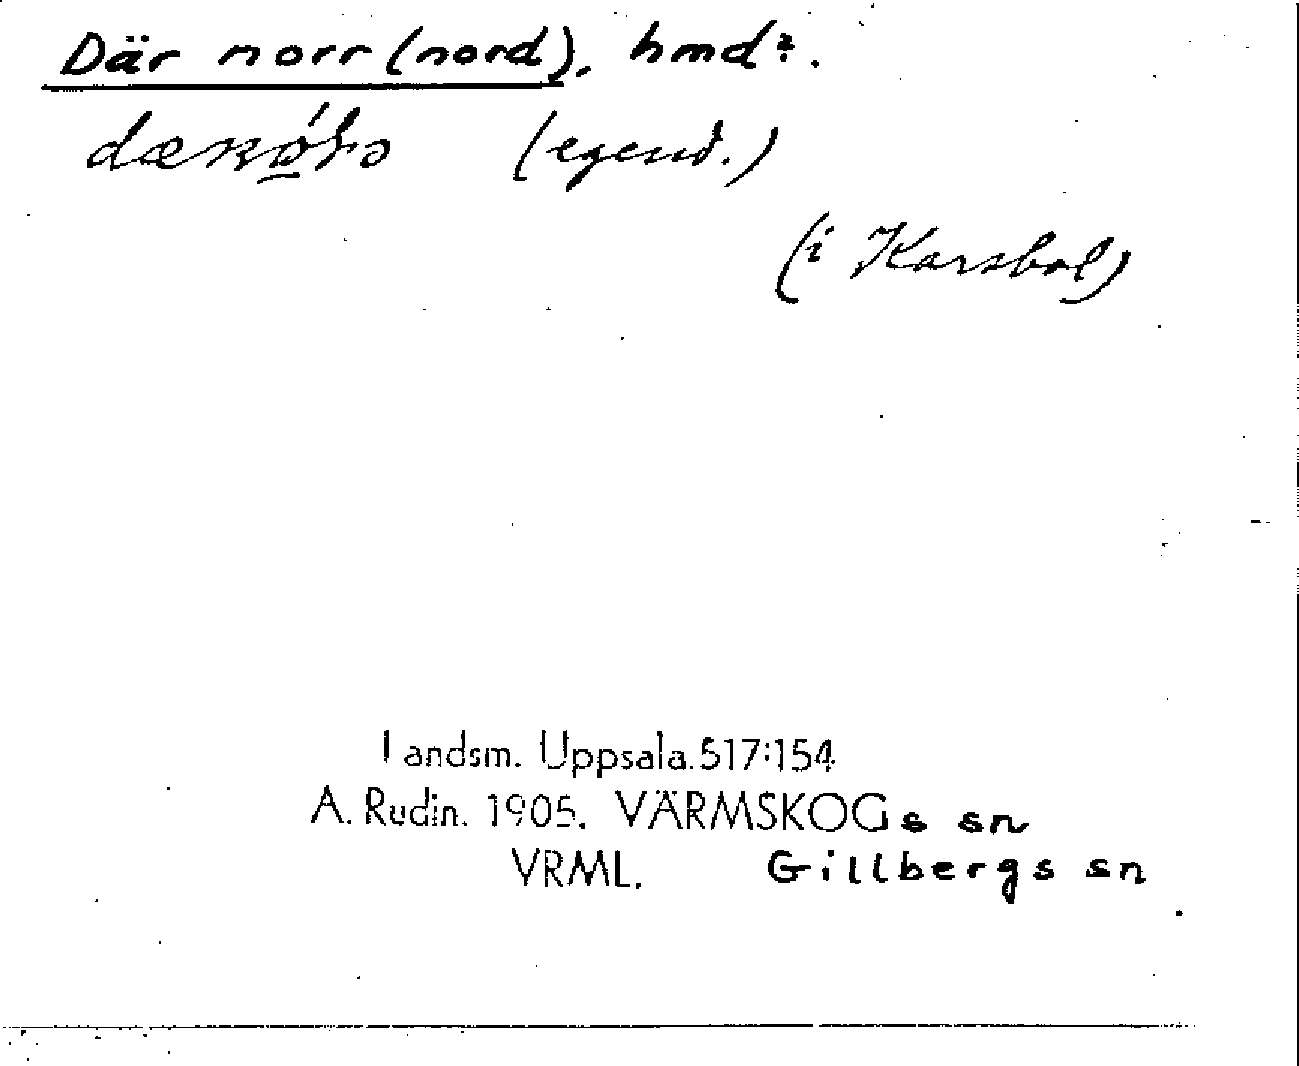 Där norr (nord), hmd?.
(egend.)
(i Karsbol)
Landsm. Uppsala. 517:154
A. Rudin. 1905. VÄRMSKOGs sn
VRML. Gillbergs sn